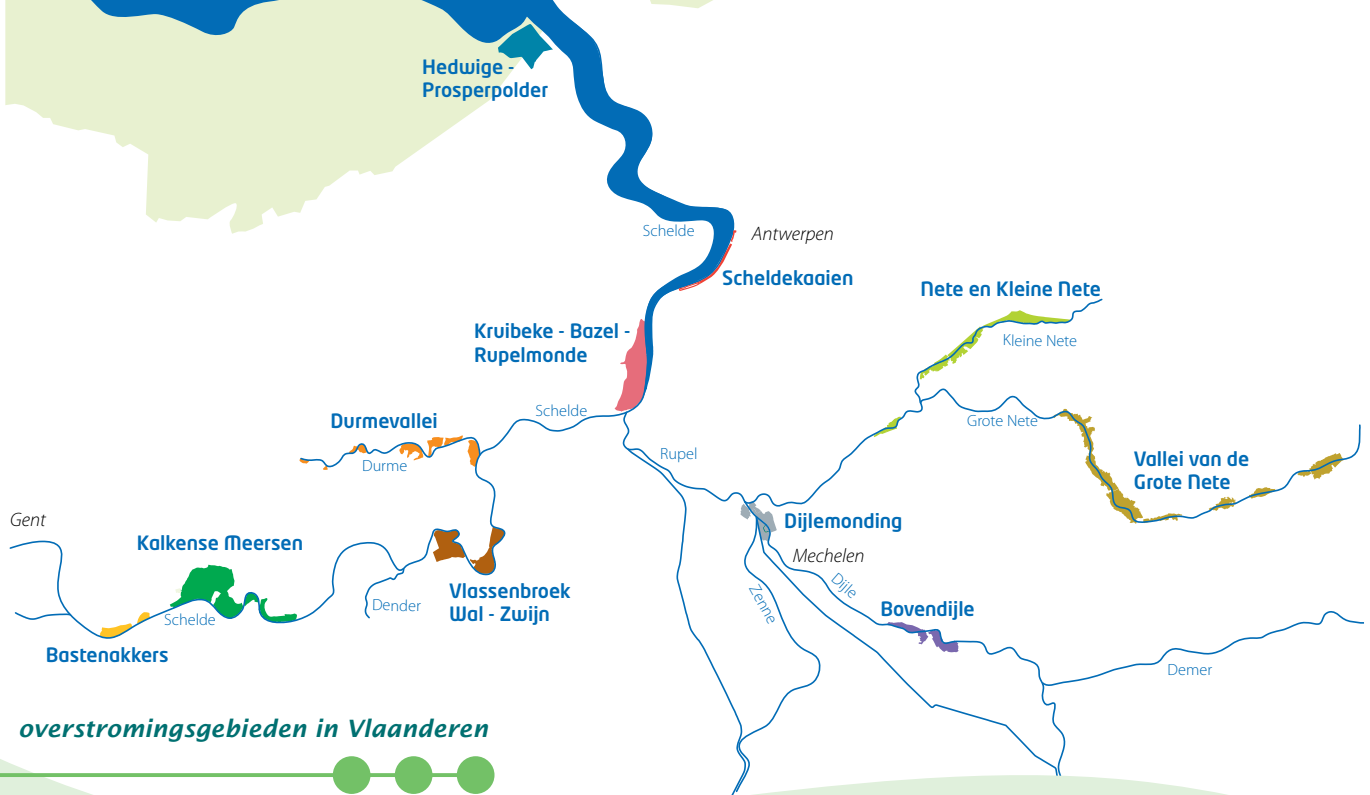 Hedwige -
Prosperpolder
Schelde
Antwerpen
Scheldekaaien
Nete en Kleine Nete
Kleine Nete
Kruibeke - Bazel -
Rupelmonde
Schelde
Durmevallei
Durme
Grote Nete
Rupel
Vallei van de
Grote Nete
Gent
Kalkense Meersen
Dijlemonding
Mechelen
Dijle
Zenne
Vlassenbroek
Wal - Zwijn
Dender
Schelde
Bovendijle
Bastenakkers
Demer
overstromingsgebieden in Vlaanderen